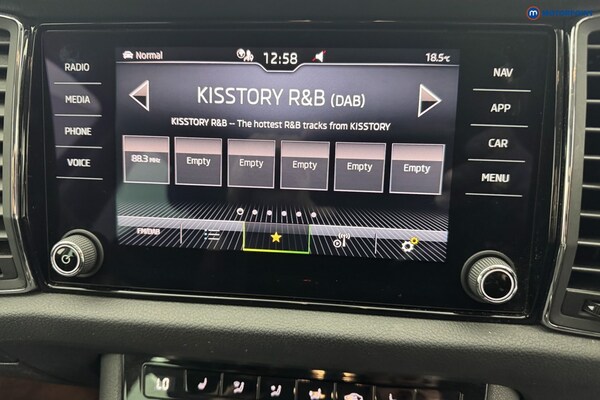 Normal 12:58 18.5°C
RADIO
MEDIA
PHONE
VOICE
KISSTORY R&B (DAB)
KISSTORY R&B -- The hottest R&B tracks from KISSTORY
88.3 MHz Empty Empty Empty Empty Empty
FM/DAB
NAV
APP
CAR
MENU
LO